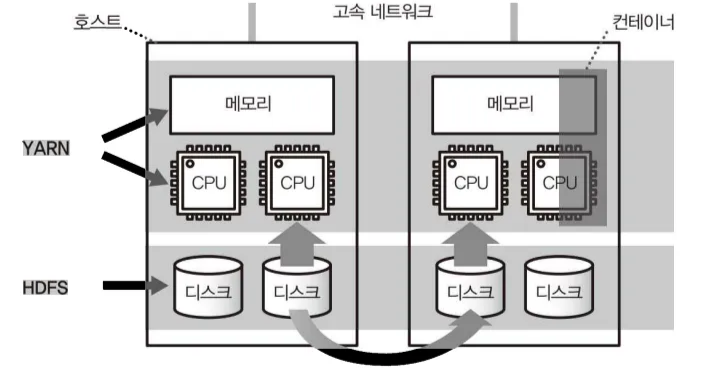 고속 네트워크
호스트
컨테이너
메모리
메모리
YARN
CPU
CPU
CPU
CPU
HDFS
디스크
디스크
디스크
디스크